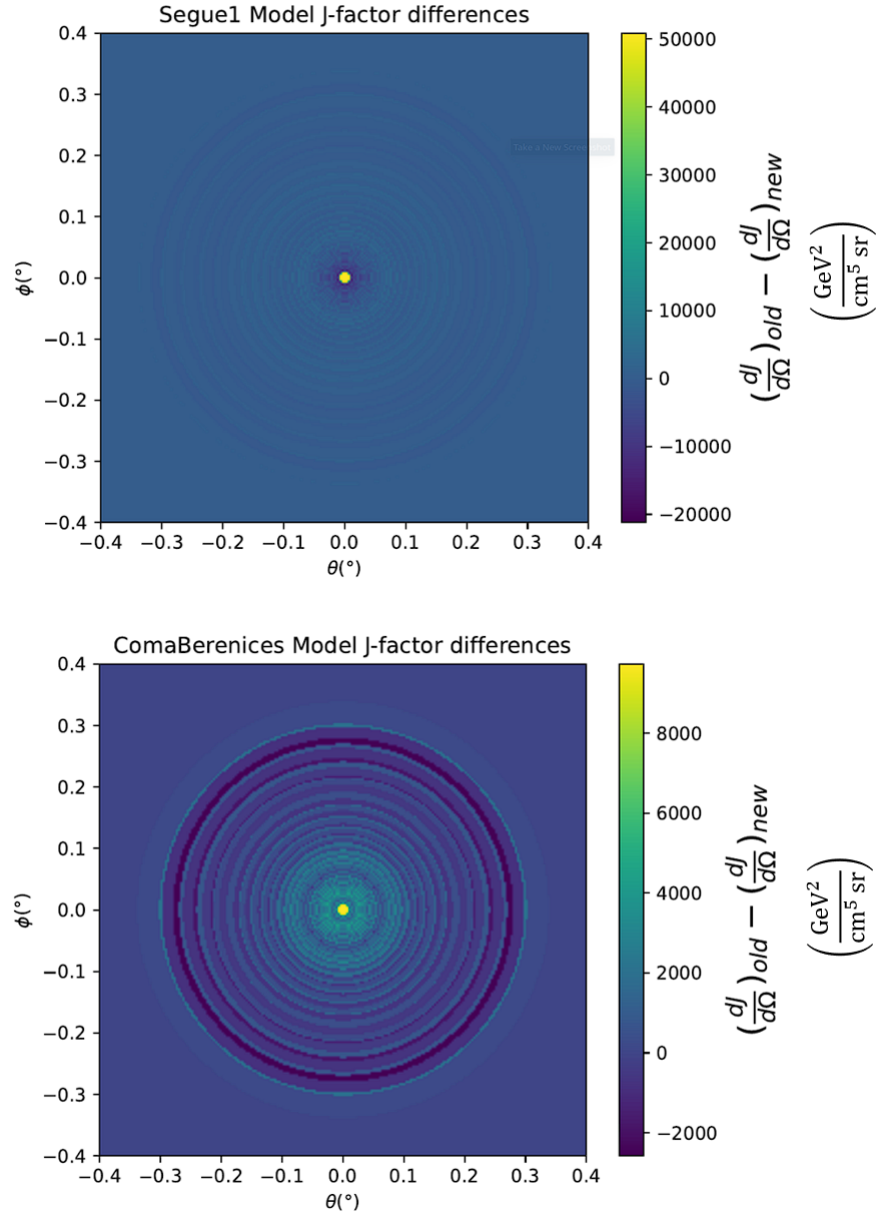 Segue1 Model J-factor differences
0.4
0.3
0.2
0.1
0.0
−0.1
−0.2
−0.3
−0.4
ϕ(°)
−0.4 −0.3 −0.2 −0.1 0.0 0.1 0.2 0.3 0.4
θ(°)
Take a New Screenshot
50000
40000
30000
20000
10000
0
−10000
−20000
(dJ/dΩ)old − (dJ/dΩ)new
(GeV²/cm⁵ sr)
ComaBerenices Model J-factor differences
0.4
0.3
0.2
0.1
0.0
−0.1
−0.2
−0.3
−0.4
ϕ(°)
−0.4 −0.3 −0.2 −0.1 0.0 0.1 0.2 0.3 0.4
θ(°)
8000
6000
4000
2000
0
−2000
(dJ/dΩ)old − (dJ/dΩ)new
(GeV²/cm⁵ sr)